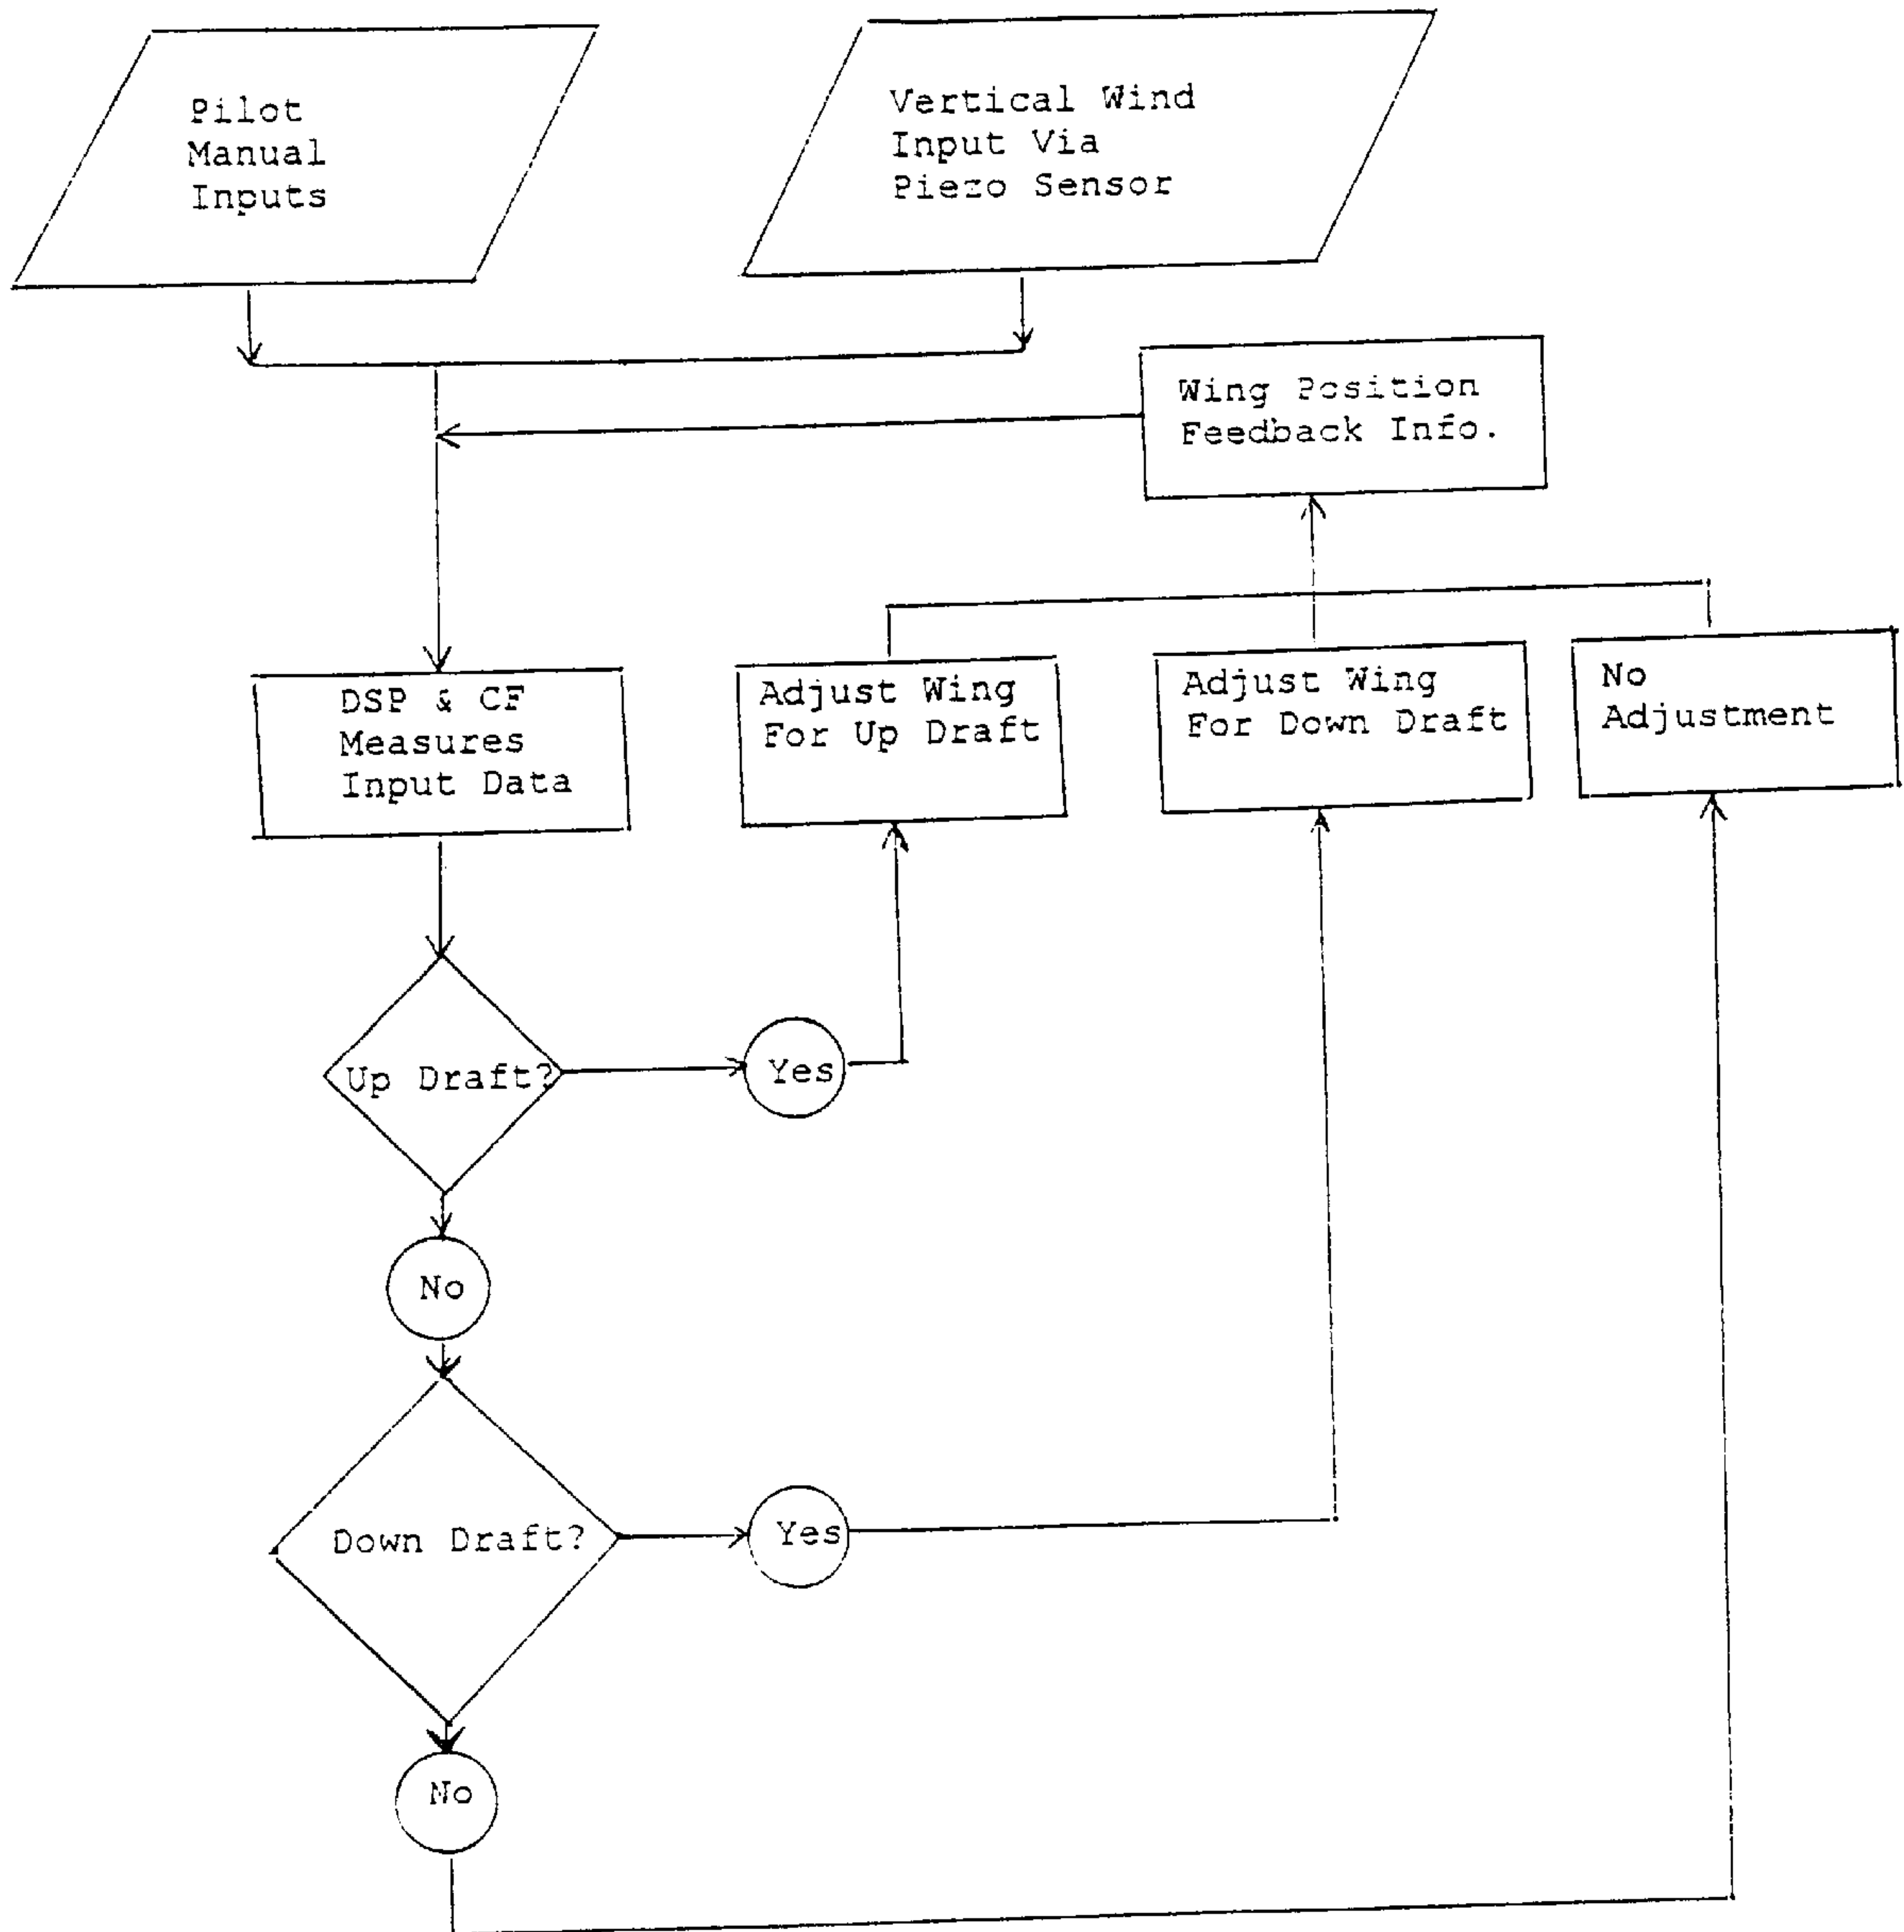 Pilot
Manual
Inputs
Vertical Wind
Input Via
Piezo Sensor
Wing Position
Feedback Info.
DSP & CF
Measures
Input Data
Adjust Wing
For Up Draft
Adjust Wing
For Down Draft
No
Adjustment
Up Draft?
Yes
No
Down Draft?
Yes
No